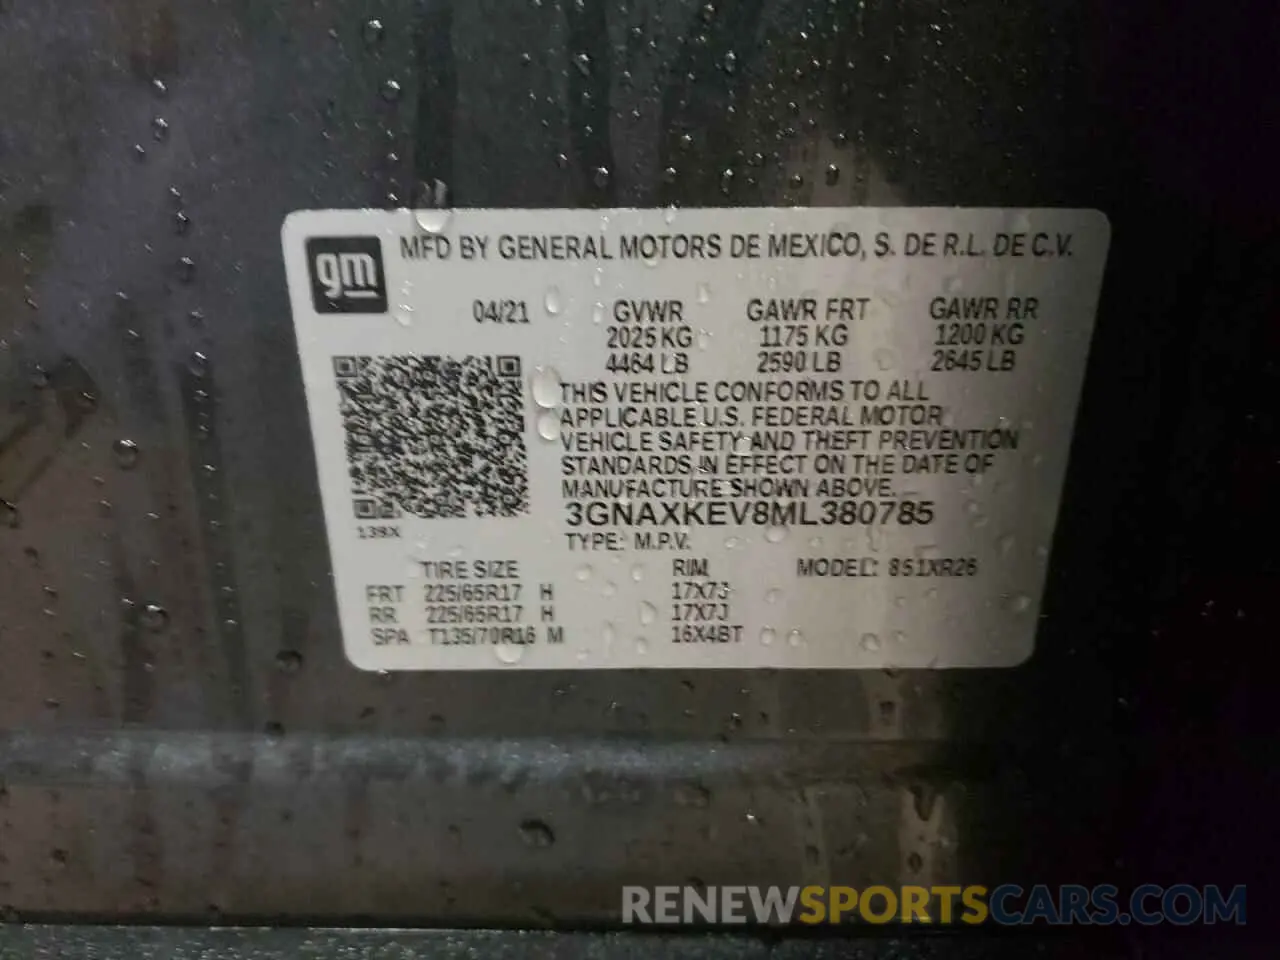 gm MFD BY GENERAL MOTORS DE MEXICO, S. DE R.L. DE C.V.
04/21 GVWR GAWR FRT GAWR RR
2025 KG 1175 KG 1200 KG
4464 LB 2590 LB 2645 LB
THIS VEHICLE CONFORMS TO ALL
APPLICABLE U.S. FEDERAL MOTOR
VEHICLE SAFETY AND THEFT PREVENTION
STANDARDS IN EFFECT ON THE DATE OF
MANUFACTURE SHOWN ABOVE.
3GNAXKEV8ML380785
139X TYPE: M.P.V.
TIRE SIZE RIM MODEL: 851XR26
FRT 225/65R17 H 17X7J
RR 225/65R17 H 17X7J
SPA T135/70R16 M 16X4BT
RENEWSPORTSCARS.COM